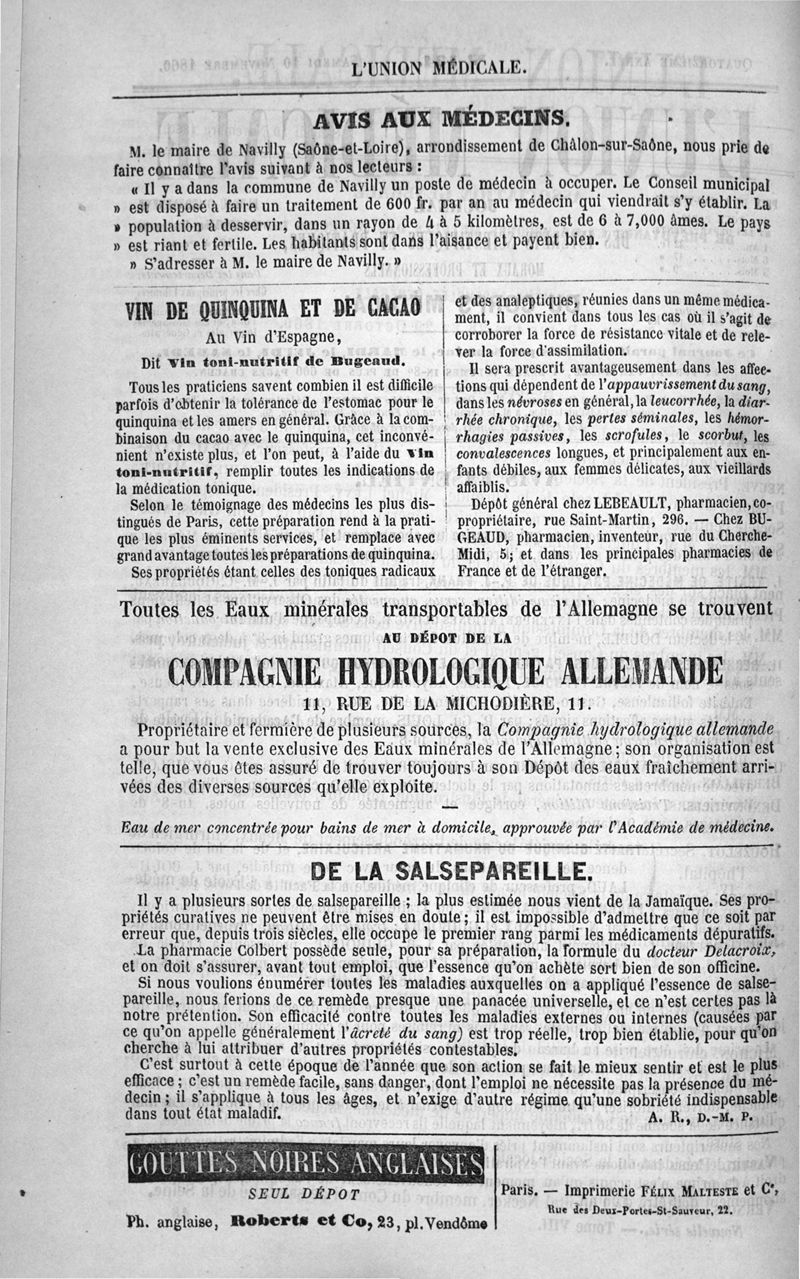 L'UNION MÉDICALE.
AVIS AUX MÉDECINS.
M. le maire de Navilly (Saône-et-Loire), arrondissement de Châlon-sur-Saône, nous prie de
faire connaître l'avis suivant à nos lecteurs :
« Il y a dans la commune de Navilly un poste de médecin à occuper. Le Conseil municipal
» est disposé à faire un traitement de 600 fr. par an au médecin qui viendrait s'y établir. La
» population à desservir, dans un rayon de 4 à 5 kilomètres, est de 6 à 7,000 âmes. Le pays
» est riant et fertile. Les habitants sont dans l'aisance et payent bien.
» S'adresser à M. le maire de Navilly. »
VIN DE QUINQUINA ET DE CACAO
Au Vin d'Espagne,
Dit Vin toni-nutritif de Bugeaud.
Tous les praticiens savent combien il est difficile
parfois d'obtenir la tolérance de l'estomac pour le
quinquina et les amers en général. Grâce à la com-
binaison du cacao avec le quinquina, cet inconvé-
nient n'existe plus, et l'on peut, à l'aide du vin
toni-nutritif, remplir toutes les indications de
la médication tonique.
Selon le témoignage des médecins les plus dis-
tingués de Paris, cette préparation rend à la prati-
que les plus éminents services, et remplace avec
grand avantage toutes les préparations de quinquina.
Ses propriétés étant celles des toniques radicaux
et des analeptiques, réunies dans un même médica-
ment, il convient dans tous les cas où il s'agit de
corroborer la force de résistance vitale et de rele-
ver la force d'assimilation.
Il sera prescrit avantageusement dans les affec-
tions qui dépendent de l'appauvrissement du sang,
dans les névroses en général, la leucorrhée, la diar-
rhée chronique, les pertes séminales, les hémor-
rhagies passives, les scrofules, le scorbut, les
convalescences longues, et principalement aux en-
fants débiles, aux femmes délicates, aux vieillards
affaiblis.
Dépôt général chez LEBEAULT, pharmacien, co-
propriétaire, rue Saint-Martin, 296. — Chez BU-
GEAUD, pharmacien, inventeur, rue du Cherche-
Midi, 5; et dans les principales pharmacies de
France et de l'étranger.
Toutes les Eaux minérales transportables de l'Allemagne se trouvent
AU DÉPOT DE LA
COMPAGNIE HYDROLOGIQUE ALLEMANDE
11, RUE DE LA MICHODIÈRE, 11.
Propriétaire et fermière de plusieurs sources, la Compagnie hydrologique allemande
a pour but la vente exclusive des Eaux minérales de l'Allemagne ; son organisation est
telle, que vous êtes assuré de trouver toujours à son Dépôt des eaux fraîchement arri-
vées des diverses sources qu'elle exploite.
Eau de mer concentrée pour bains de mer à domicile, approuvée par l'Académie de médecine.
DE LA SALSEPAREILLE.
Il y a plusieurs sortes de salsepareille ; la plus estimée nous vient de la Jamaïque. Ses pro-
priétés curatives ne peuvent être mises en doute ; il est impossible d'admettre que ce soit par
erreur que, depuis trois siècles, elle occupe le premier rang parmi les médicaments dépuratifs.
La pharmacie Colbert possède seule, pour sa préparation, la formule du docteur Delacroix,
et on doit s'assurer, avant tout emploi, que l'essence qu'on achète sort bien de son officine.
Si nous voulions énumérer toutes les maladies auxquelles on a appliqué l'essence de salse-
pareille, nous ferions de ce remède presque une panacée universelle, et ce n'est certes pas là
notre prétention. Son efficacité contre toutes les maladies externes ou internes (causées par
ce qu'on appelle généralement l'âcreté du sang) est trop réelle, trop bien établie, pour qu'on
cherche à lui attribuer d'autres propriétés contestables.
C'est surtout à cette époque de l'année que son action se fait le mieux sentir et est le plus
efficace ; c'est un remède facile, sans danger, dont l'emploi ne nécessite pas la présence du mé-
decin ; il s'applique à tous les âges, et n'exige d'autre régime qu'une sobriété indispensable
dans tout état maladif.
A. R., D.-M. P.
GOUTTES NOIRES ANGLAISES
SEUL DÉPOT
Ph. anglaise, Roberts et Co, 23, pl. Vendôme
Paris. — Imprimerie FÉLIX MALTESTE et Ce,
Rue des Deux-Portes-St-Sauveur, 22.